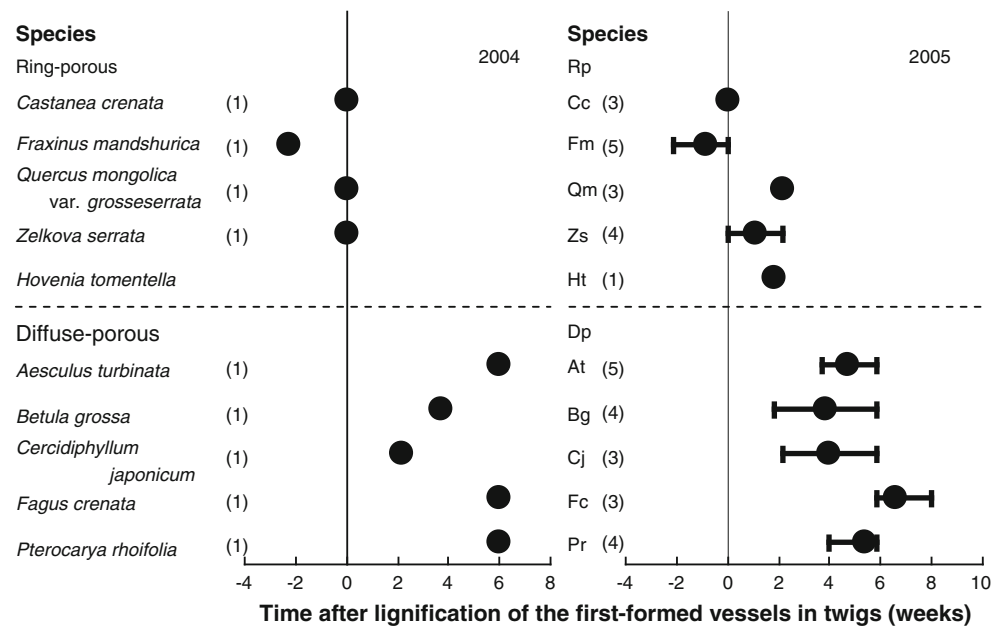 Species
2004
Ring-porous
Castanea crenata (1)
Fraxinus mandshurica (1)
Quercus mongolica
var. grosseserrata (1)
Zelkova serrata (1)
Hovenia tomentella
Diffuse-porous
Aesculus turbinata (1)
Betula grossa (1)
Cercidiphyllum
japonicum (1)
Fagus crenata (1)
Pterocarya rhoifolia (1)
-4 -2 0 2 4 6 8
Species
2005
Rp
Cc (3)
Fm (5)
Qm (3)
Zs (4)
Ht (1)
Dp
At (5)
Bg (4)
Cj (3)
Fc (3)
Pr (4)
-4 -2 0 2 4 6 8 10
Time after lignification of the first-formed vessels in twigs (weeks)